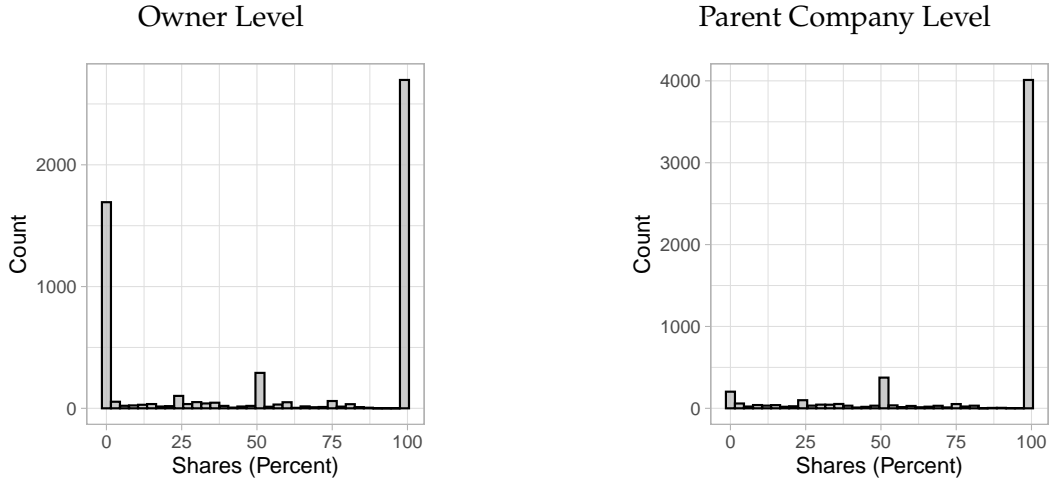 Owner Level
Parent Company Level
2000
1000
0
Count
0 25 50 75 100
Shares (Percent)
4000
3000
2000
1000
0
Count
0 25 50 75 100
Shares (Percent)